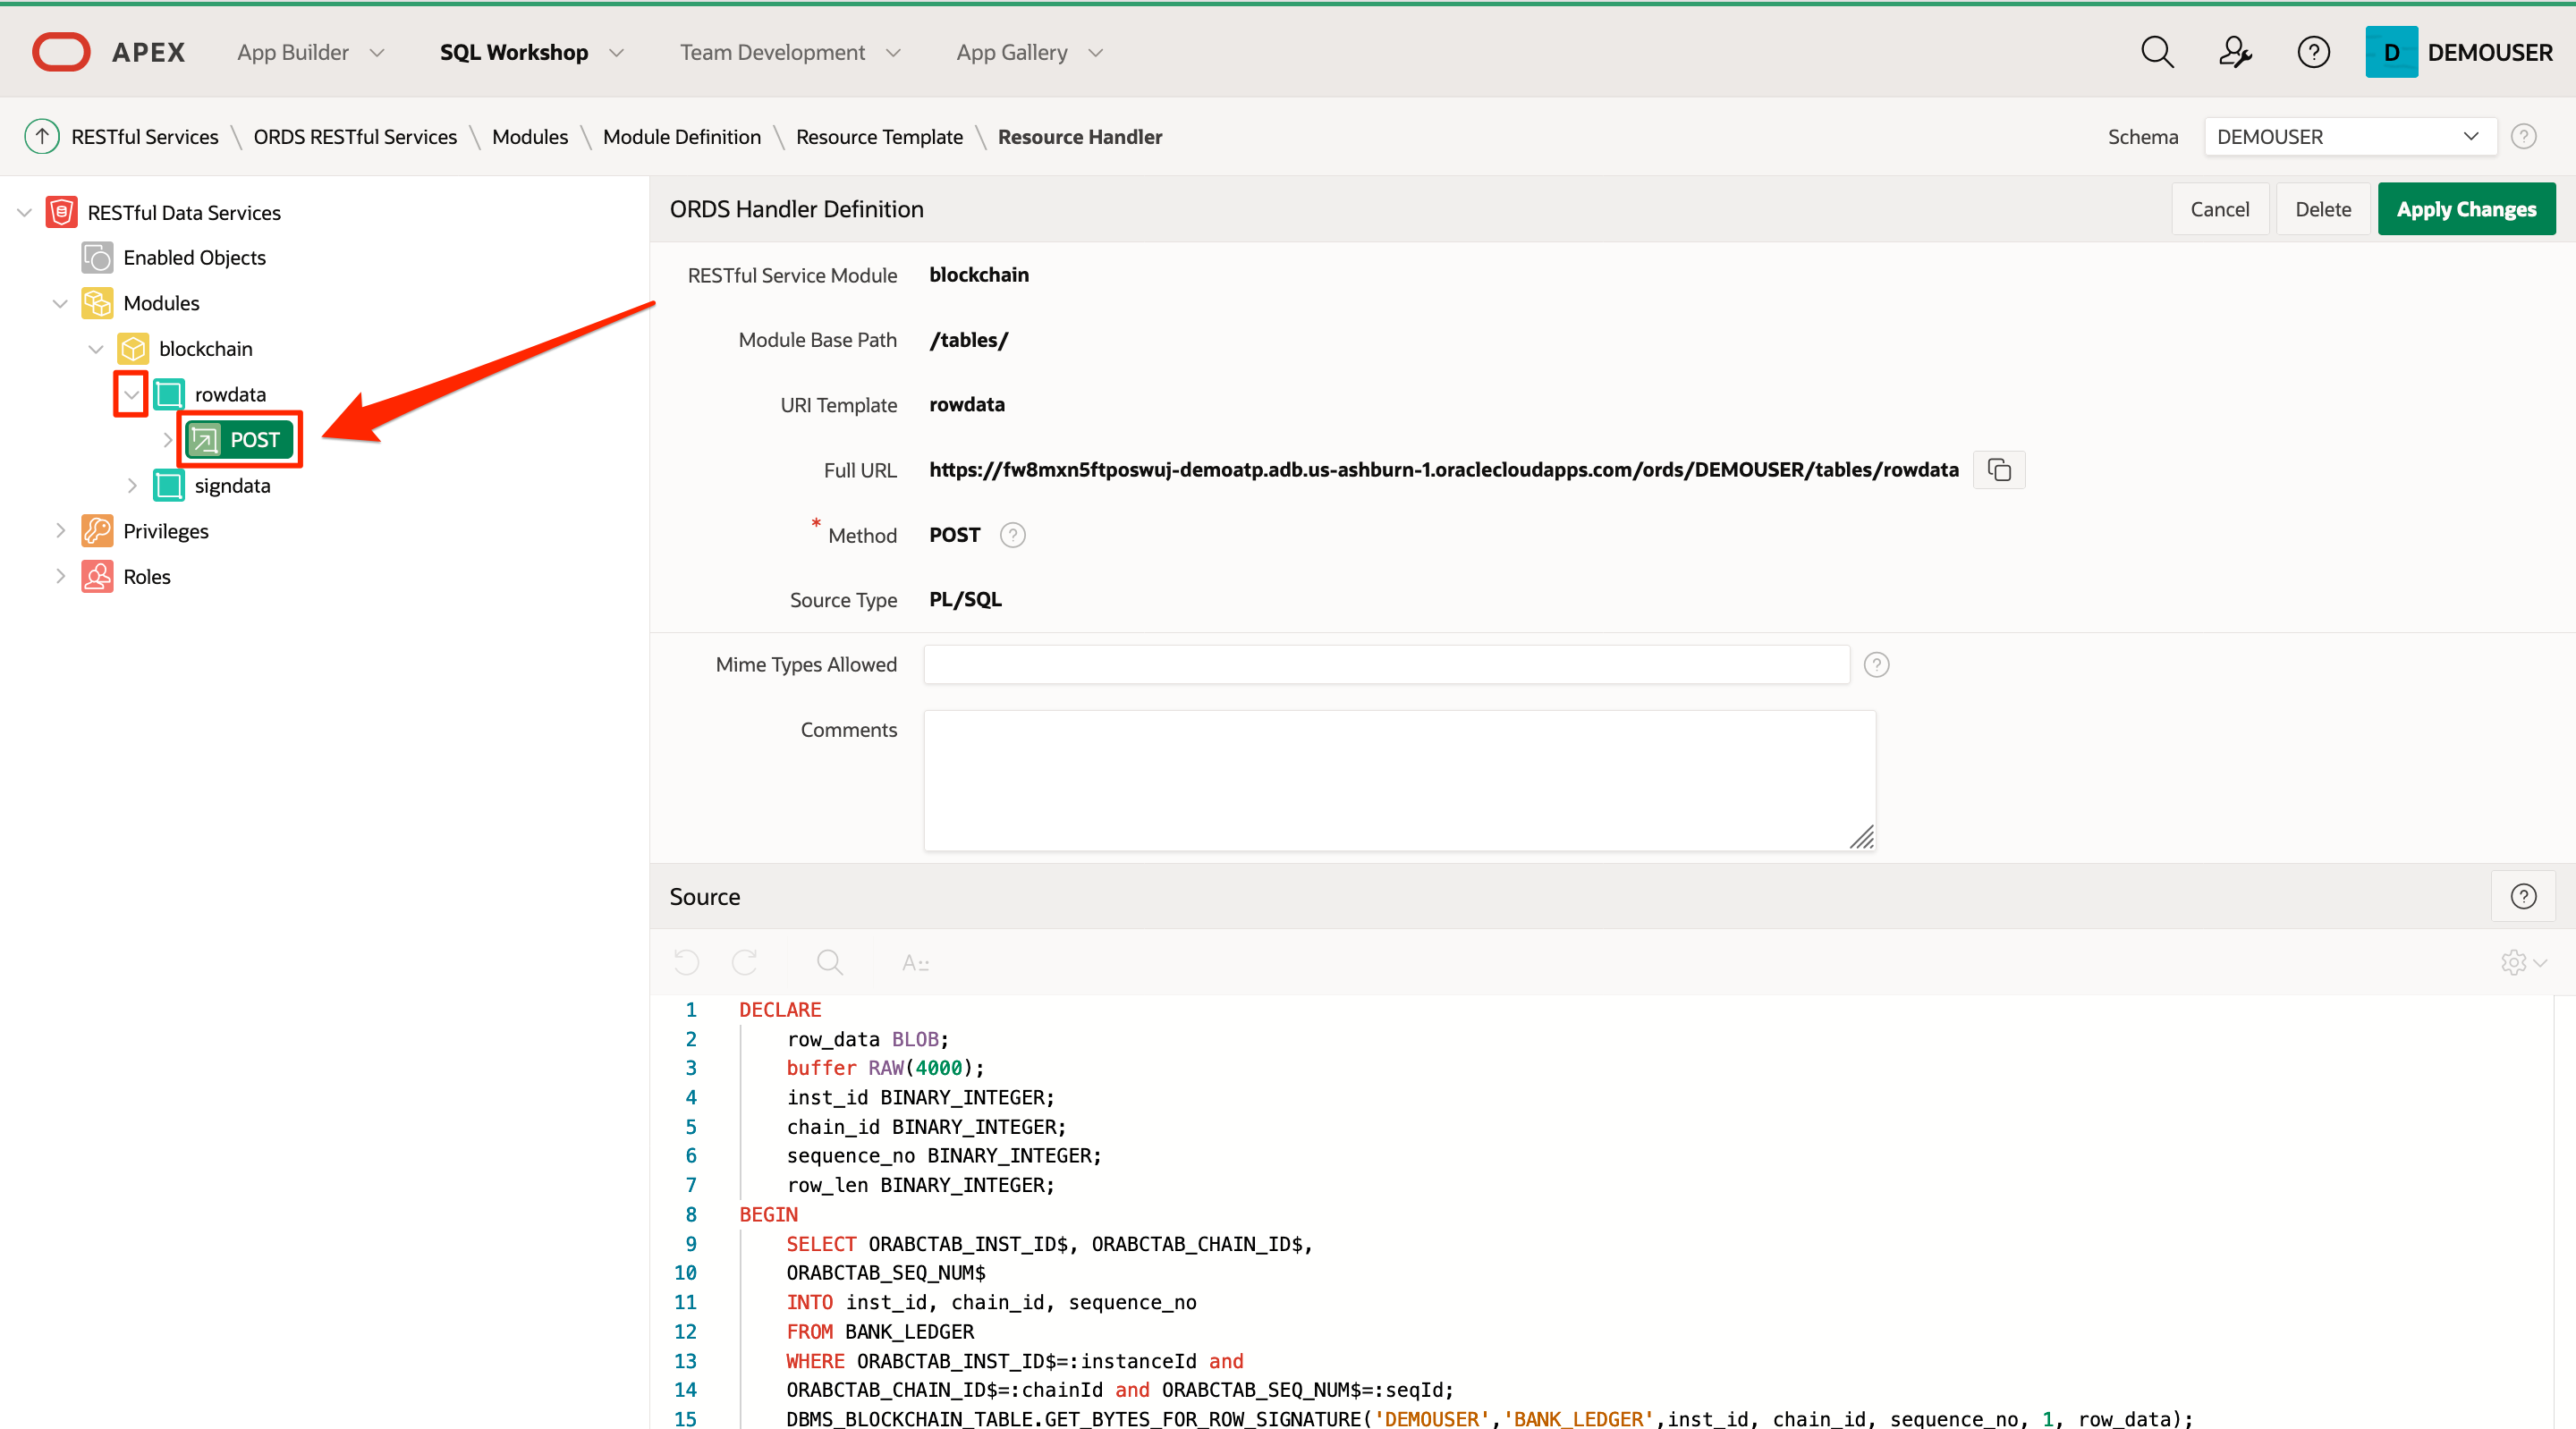 APEX App Builder SQL Workshop Team Development App Gallery D DEMOUSER
RESTful Services \ ORDS RESTful Services \ Modules \ Module Definition \ Resource Template \ Resource Handler Schema DEMOUSER
RESTful Data Services
Enabled Objects
Modules
blockchain
rowdata
POST
signdata
Privileges
Roles
ORDS Handler Definition Cancel Delete Apply Changes
RESTful Service Module blockchain
Module Base Path /tables/
URI Template rowdata
Full URL https://fw8mxn5ftposwuj-demoatp.adb.us-ashburn-1.oraclecloudapps.com/ords/DEMOUSER/tables/rowdata
* Method POST
Source Type PL/SQL
Mime Types Allowed
Comments
Source
A::
1 DECLARE
2 row_data BLOB;
3 buffer RAW(4000);
4 inst_id BINARY_INTEGER;
5 chain_id BINARY_INTEGER;
6 sequence_no BINARY_INTEGER;
7 row_len BINARY_INTEGER;
8 BEGIN
9 SELECT ORABCTAB_INST_ID$, ORABCTAB_CHAIN_ID$,
10 ORABCTAB_SEQ_NUM$
11 INTO inst_id, chain_id, sequence_no
12 FROM BANK_LEDGER
13 WHERE ORABCTAB_INST_ID$=:instanceId and
14 ORABCTAB_CHAIN_ID$=:chainId and ORABCTAB_SEQ_NUM$=:seqId;
15 DBMS_BLOCKCHAIN_TABLE.GET_BYTES_FOR_ROW_SIGNATURE('DEMOUSER','BANK_LEDGER',inst_id, chain_id, sequence_no, 1, row_data);